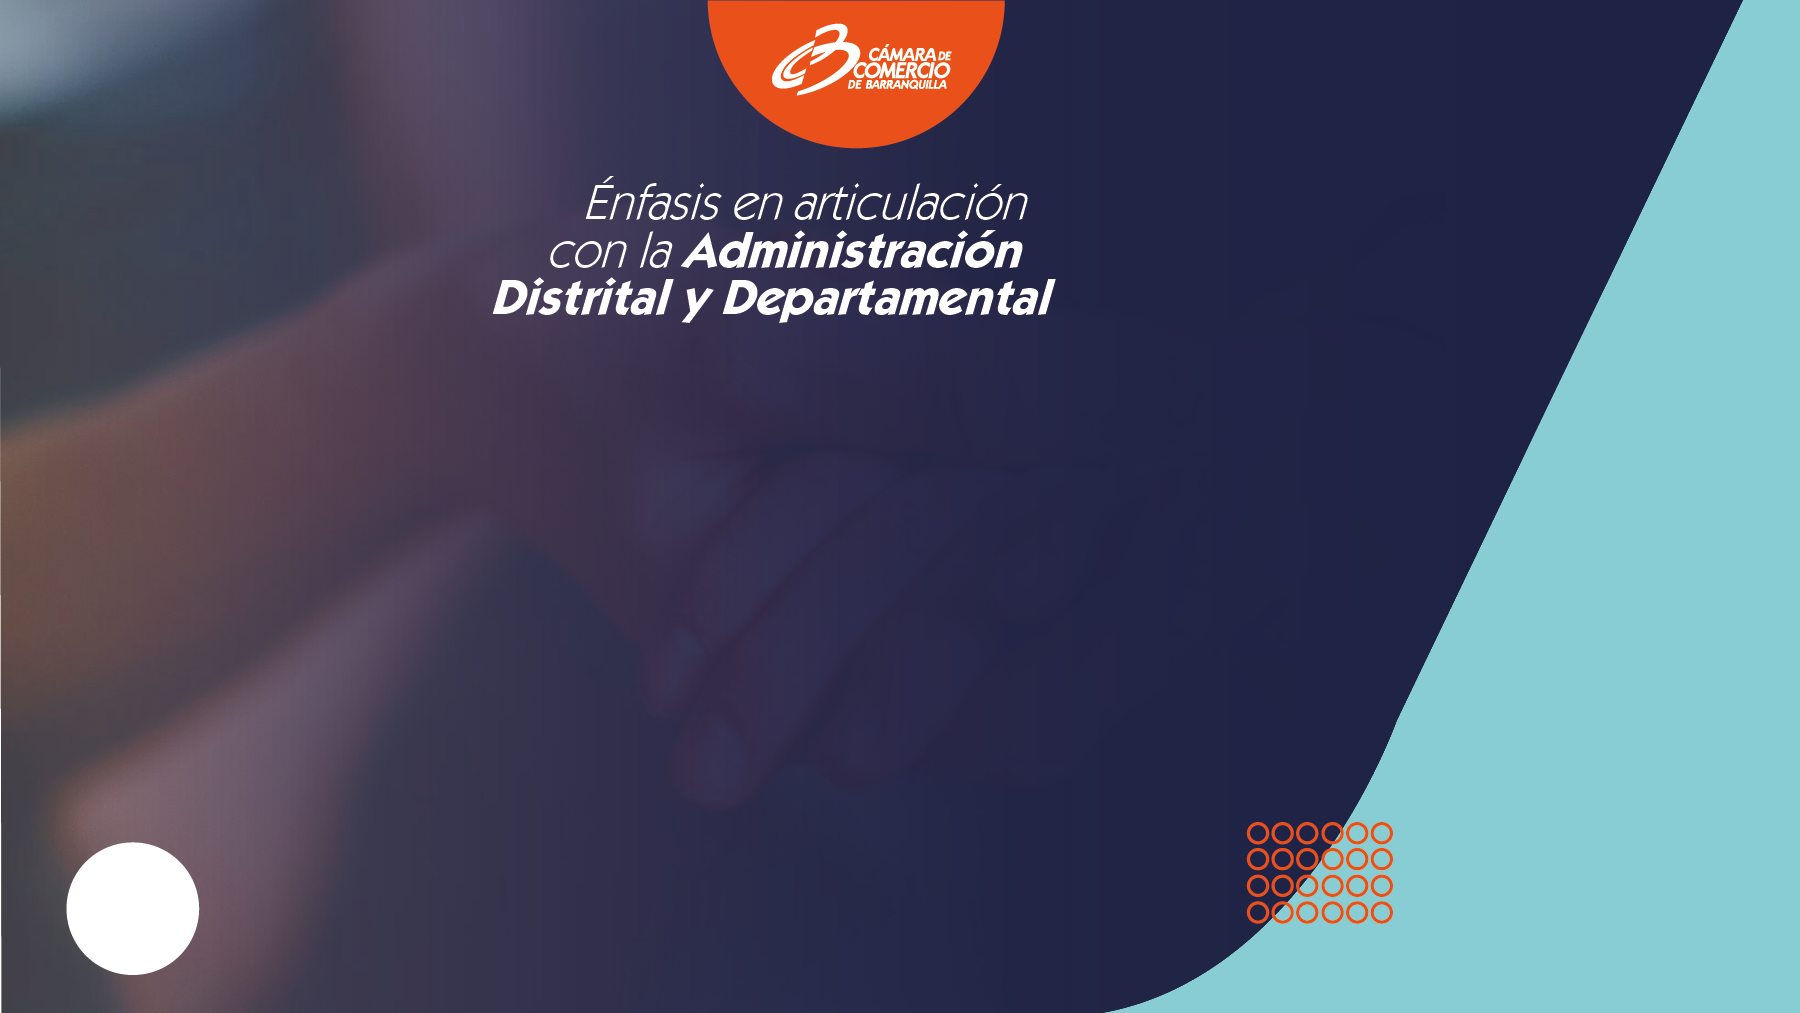 CÁMARA DE
COMERCIO
DE BARRANQUILLA
Énfasis en articulación
con la Administración
Distrital y Departamental